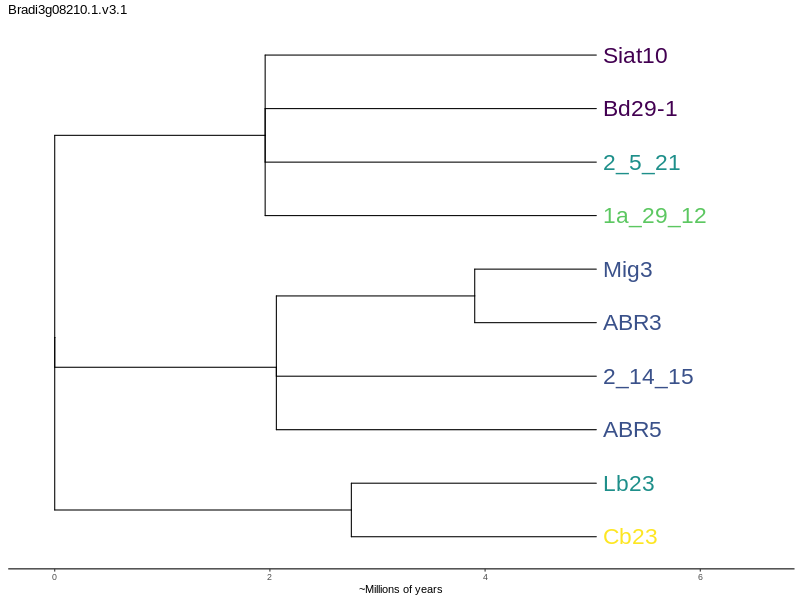 Bradi3g08210.1.v3.1
Siat10
Bd29-1
2_5_21
1a_29_12
Mig3
ABR3
2_14_15
ABR5
Lb23
Cb23
0 2 4 6
~Millions of years